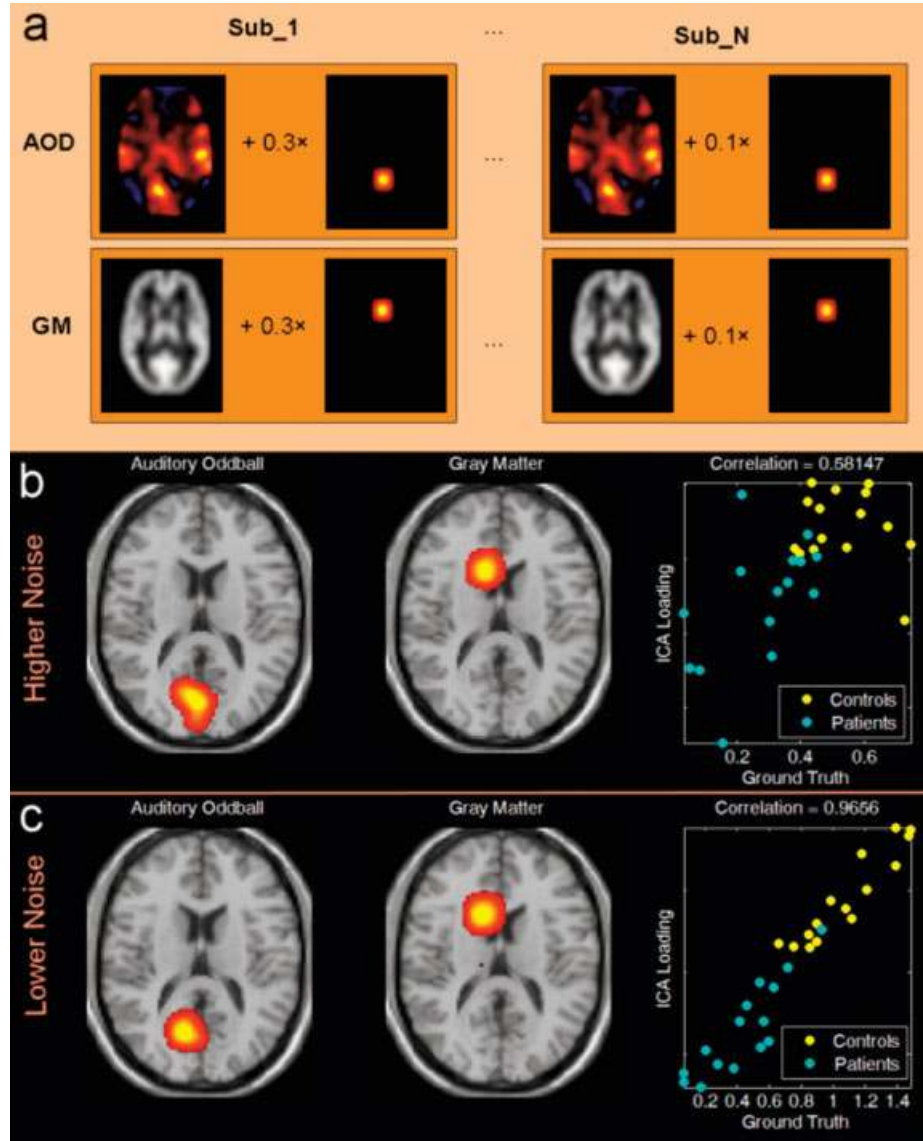 a
Sub_1 ... Sub_N
AOD + 0.3× ... + 0.1×
GM + 0.3× ... + 0.1×
b
Higher Noise
Auditory Oddball
Gray Matter
Correlation = 0.58147
ICA Loading
Controls
Patients
0.2 0.4 0.6
Ground Truth
c
Lower Noise
Auditory Oddball
Gray Matter
Correlation = 0.9656
ICA Loading
Controls
Patients
0.2 0.4 0.6 0.8 1 1.2 1.4
Ground Truth